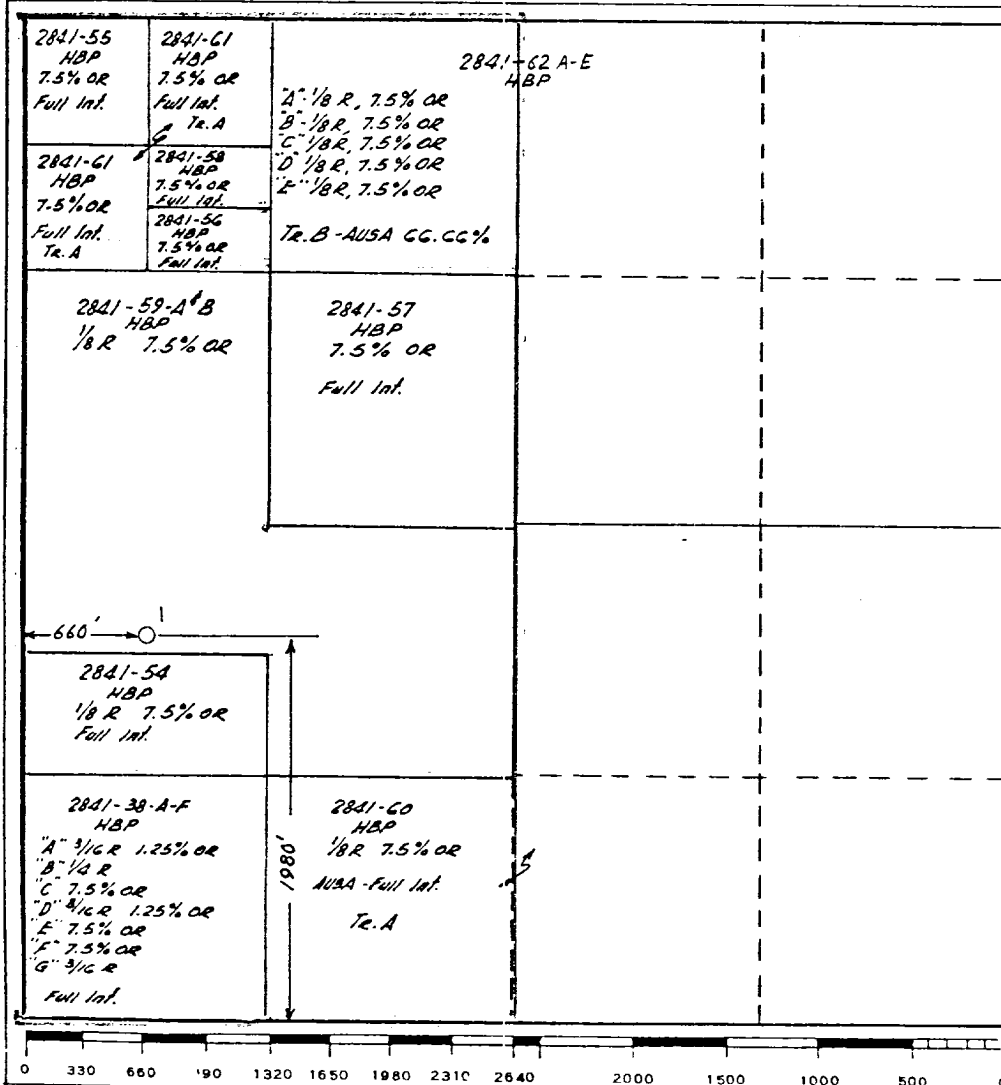 2841-55
HBP
7.5% OR
Full Int.
2841-61
HBP
7.5% OR
Full Int.
Tr. A
2841-62 A-E
HBP
"A" 1/8 R, 7.5% OR
"B" - 1/8 R, 7.5% OR
"C" 1/8 R, 7.5% OR
"D" 1/8 R, 7.5% OR
"E" 1/8 R, 7.5% OR
Tr. B - AUSA 66.66%
2841-61
HBP
7.5% OR
Full Int.
Tr. A
2841-58
HBP
7.5% OR
Full Int.
2841-56
HBP
7.5% OR
Full Int.
2841-59-A & B
HBP
1/8 R 7.5% OR
2841-57
HBP
7.5% OR
Full Int.
660'
1
2841-54
HBP
1/8 R 7.5% OR
Full Int.
1980'
2841-38-A-F
HBP
"A" 3/16 R 1.25% OR
"B" 1/4 R
"C" 7.5% OR
"D" 3/16 R 1.25% OR
"E" 7.5% OR
"F" 7.5% OR
"G" 3/16 R
Full Int.
2841-60
HBP
1/8 R 7.5% OR
AUSA - Full Int.
Tr. A
0 330 660 90 1320 1650 1980 2310 2640 2000 1500 1000 500